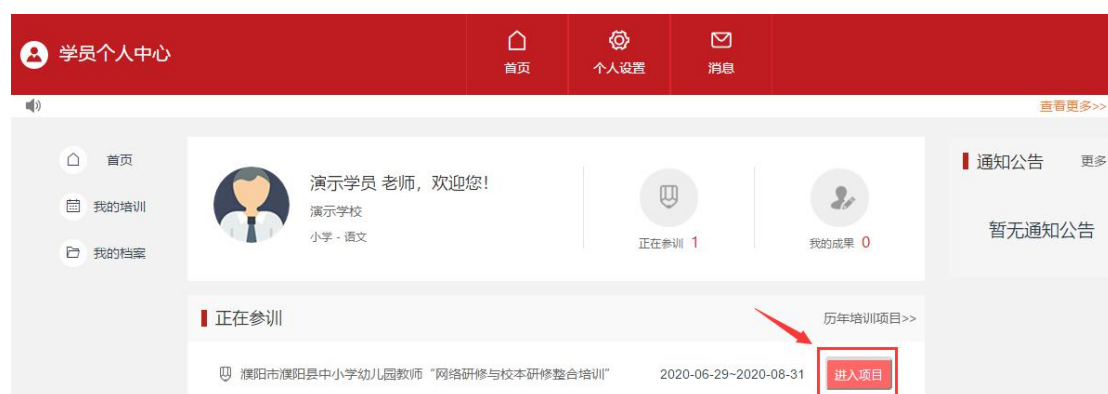 学员个人中心
首页
个人设置
消息
查看更多>>
首页
我的培训
我的档案
演示学员 老师，欢迎您！
演示学校
小学 - 语文
正在参训 1
我的成果 0
通知公告
更多
暂无通知公告
正在参训
历年培训项目>>
濮阳市濮阳县中小学幼儿园教师“网络研修与校本研修整合培训”
2020-06-29~2020-08-31
进入项目